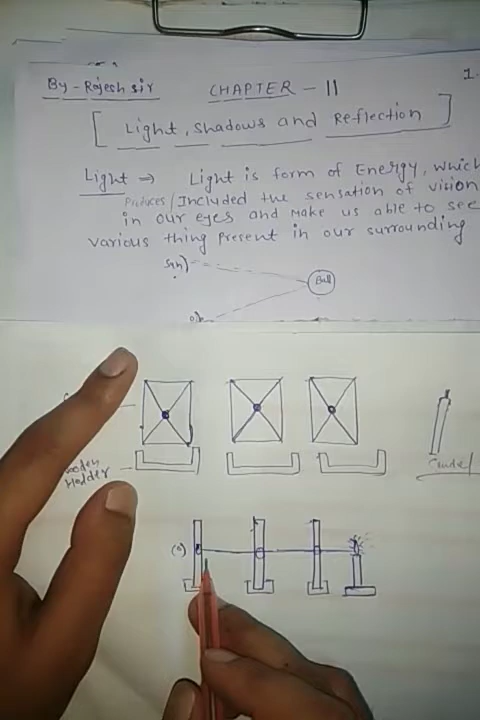 By - Rajesh sir
CHAPTER - 11
1.
[ Light, Shadows and Reflection ]
Light ⇒ Light is form of Energy, which
Produces / Included the sensation of vision
in our eyes and make us able to see
various thing present in our surrounding
Ball
Holder
(a)